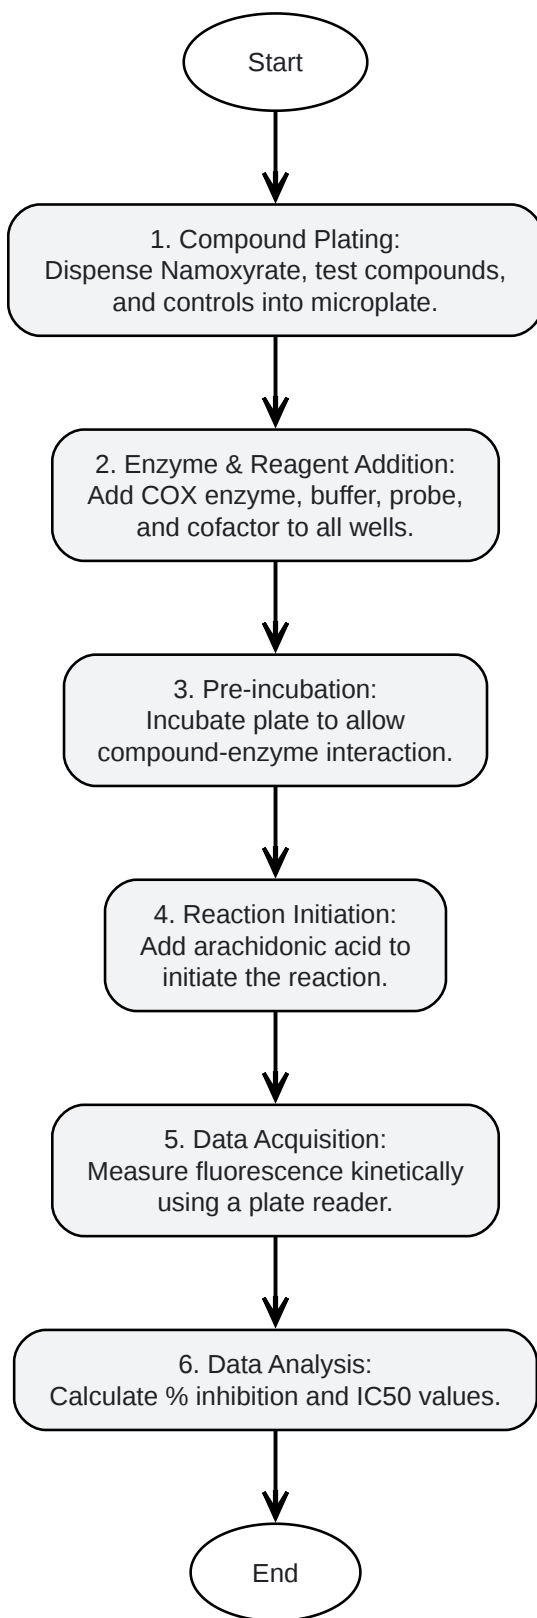 Start
1. Compound Plating:
Dispense Namoxyrate, test compounds,
and controls into microplate.
2. Enzyme & Reagent Addition:
Add COX enzyme, buffer, probe,
and cofactor to all wells.
3. Pre-incubation:
Incubate plate to allow
compound-enzyme interaction.
4. Reaction Initiation:
Add arachidonic acid to
initiate the reaction.
5. Data Acquisition:
Measure fluorescence kinetically
using a plate reader.
6. Data Analysis:
Calculate % inhibition and IC50 values.
End